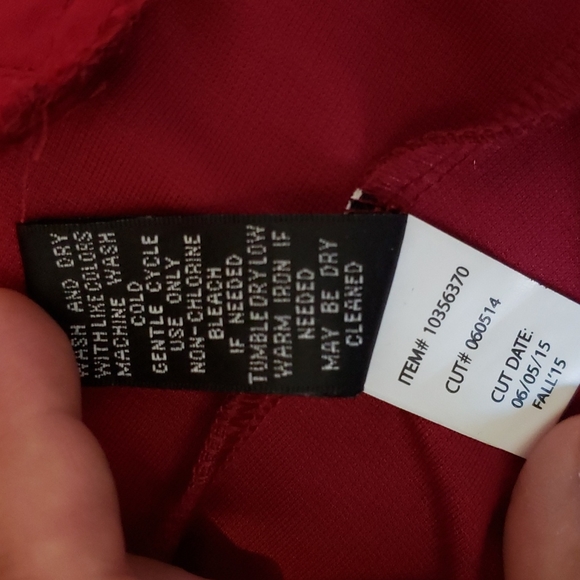 WASH AND DRY
WITH LIKE COLORS
MACHINE WASH
COLD
GENTLE CYCLE
USE ONLY
NON-CHLORINE
BLEACH
IF NEEDED
TUMBLE DRY LOW
WARM IRON IF
NEEDED
MAY BE DRY
CLEANED
ITEM# 10356370
CUT# 060514
CUT DATE:
06/05/15
FALL'15